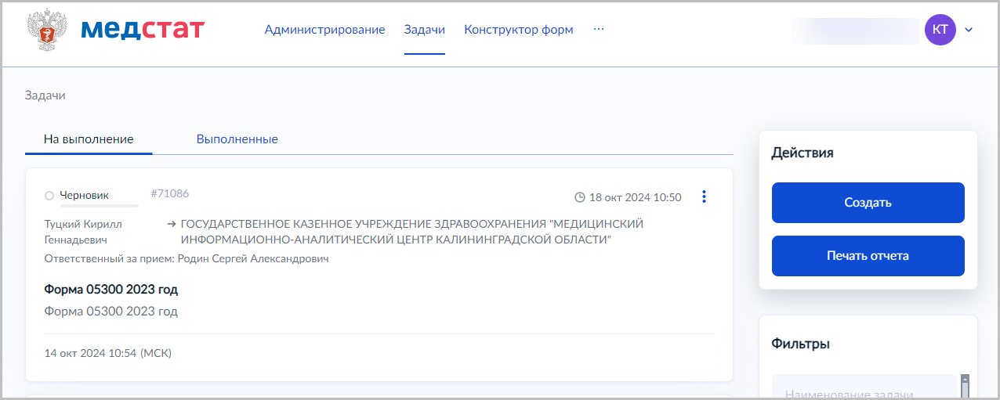 медстат
Администрирование Задачи Конструктор форм ...
КТ
Задачи
На выполнение Выполненные
Черновик #71086 18 окт 2024 10:50
Туцкий Кирилл Геннадьевич
→ ГОСУДАРСТВЕННОЕ КАЗЕННОЕ УЧРЕЖДЕНИЕ ЗДРАВООХРАНЕНИЯ "МЕДИЦИНСКИЙ
ИНФОРМАЦИОННО-АНАЛИТИЧЕСКИЙ ЦЕНТР КАЛИНИНГРАДСКОЙ ОБЛАСТИ"
Ответственный за прием: Родин Сергей Александрович
Форма 05300 2023 год
Форма 05300 2023 год
14 окт 2024 10:54 (МСК)
Действия
Создать
Печать отчета
Фильтры
Наименование задачи